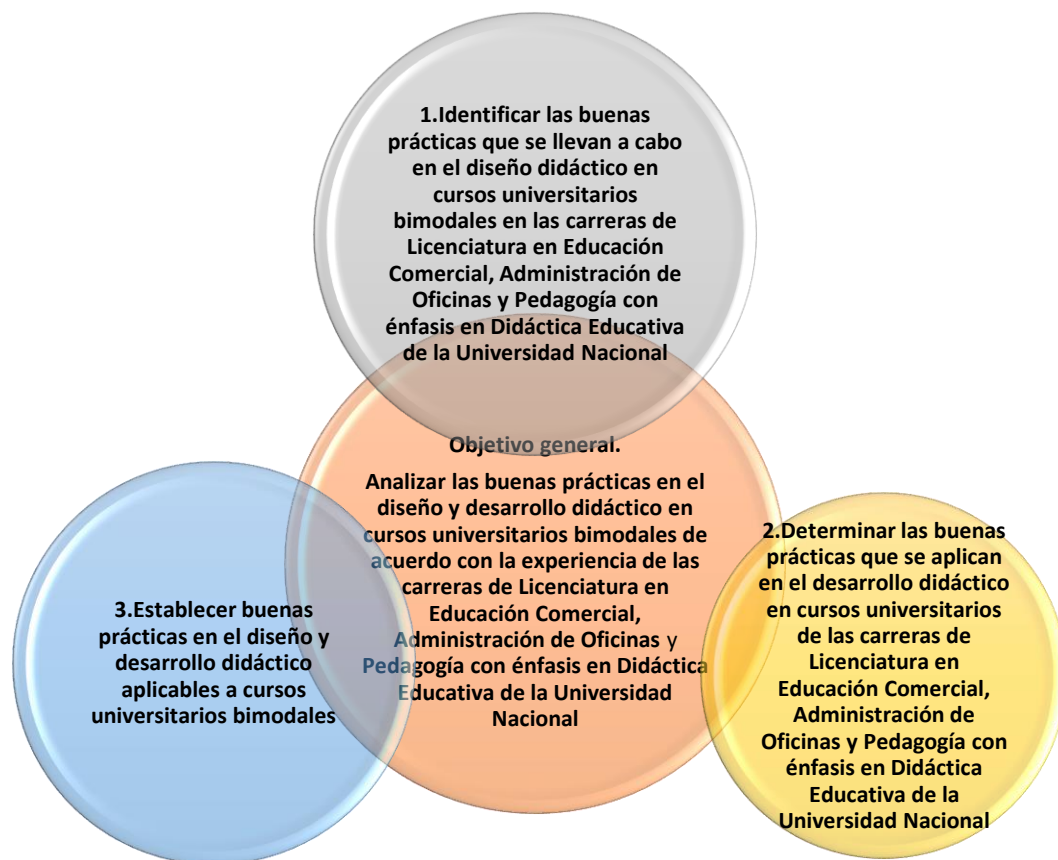 1.Identificar las buenas
prácticas que se llevan a cabo
en el diseño didáctico en
cursos universitarios
bimodales en las carreras de
Licenciatura en Educación
Comercial, Administración de
Oficinas y Pedagogía con
énfasis en Didáctica Educativa
de la Universidad Nacional
Objetivo general.
Analizar las buenas prácticas en el
diseño y desarrollo didáctico en
cursos universitarios bimodales de
acuerdo con la experiencia de las
carreras de Licenciatura en
Educación Comercial,
Administración de Oficinas y
Pedagogía con énfasis en Didáctica
Educativa de la Universidad
Nacional
2.Determinar las buenas
prácticas que se aplican
en el desarrollo didáctico
en cursos universitarios
de las carreras de
Licenciatura en
Educación Comercial,
Administración de
Oficinas y Pedagogía con
énfasis en Didáctica
Educativa de la
Universidad Nacional
3.Establecer buenas
prácticas en el diseño y
desarrollo didáctico
aplicables a cursos
universitarios bimodales